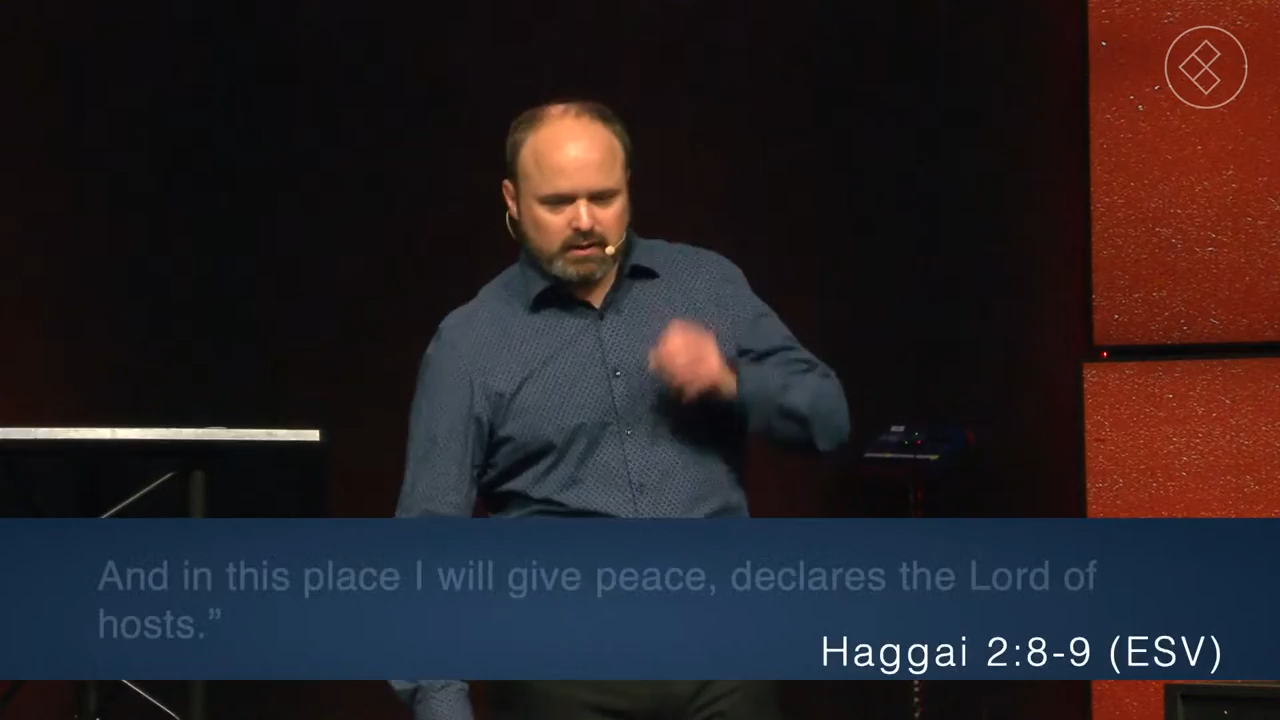 And in this place I will give peace, declares the Lord of
hosts.”
Haggai 2:8-9 (ESV)